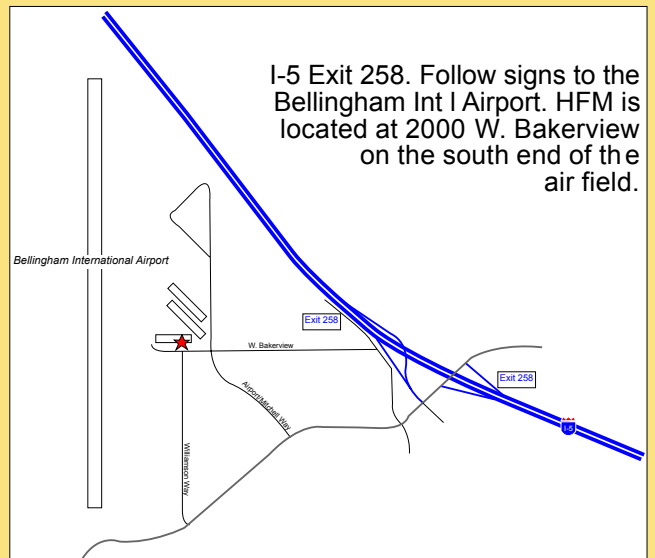 I-5 Exit 258. Follow signs to the
Bellingham Int l Airport. HFM is
located at 2000 W. Bakerview
on the south end of the
air field.
Bellingham International Airport
Exit 258
W. Bakerview
Exit 258
Airport/Mitchell Way
I-5
Williamson Way